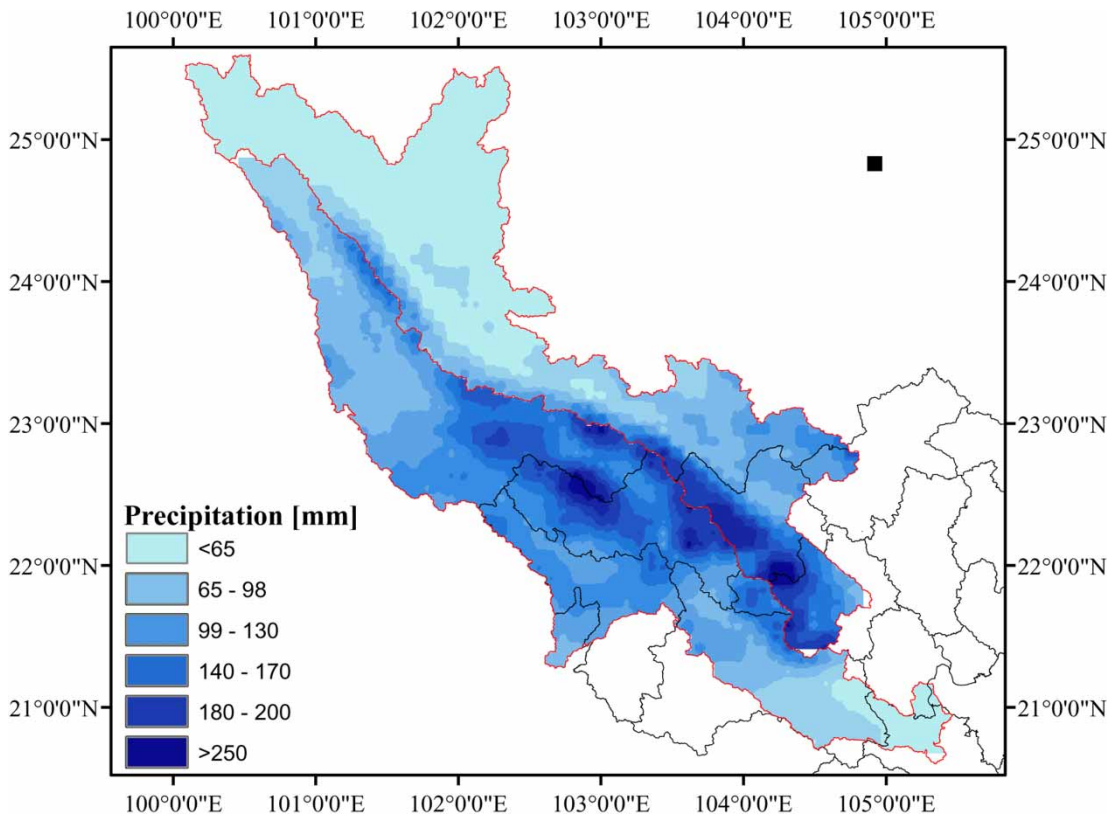 100°0'0"E 101°0'0"E 102°0'0"E 103°0'0"E 104°0'0"E 105°0'0"E
25°0'0"N 25°0'0"N
24°0'0"N 24°0'0"N
23°0'0"N 23°0'0"N
Precipitation [mm]
<65
22°0'0"N 22°0'0"N
65 - 98
99 - 130
140 - 170
21°0'0"N 21°0'0"N
180 - 200
>250
100°0'0"E 101°0'0"E 102°0'0"E 103°0'0"E 104°0'0"E 105°0'0"E